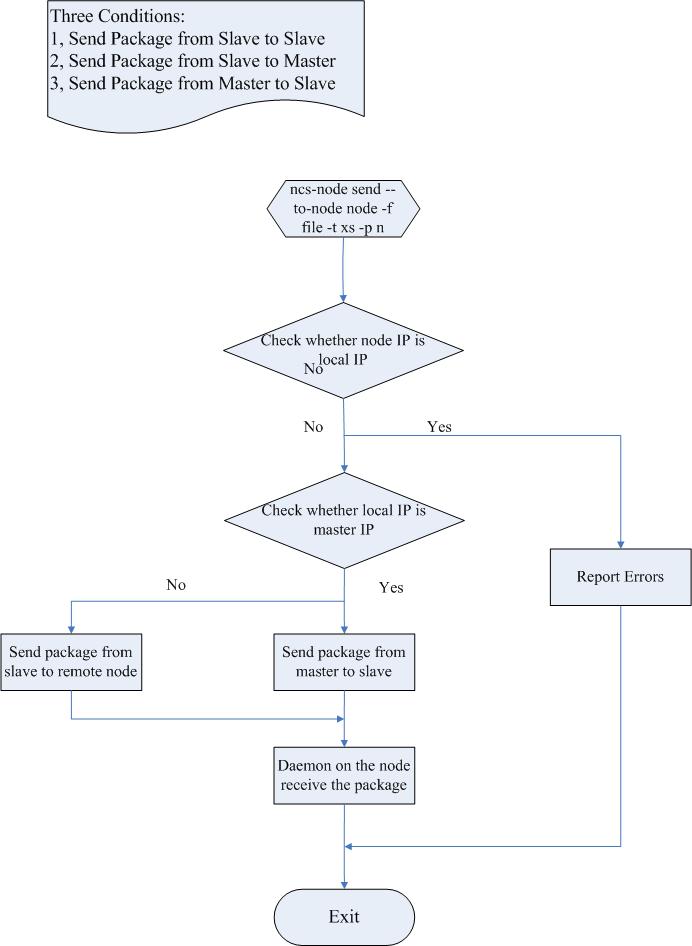 Three Conditions:
1, Send Package from Slave to Slave
2, Send Package from Slave to Master
3, Send Package from Master to Slave
ncs-node send --
to-node node -f
file -t xs -p n
Check whether node IP is
local IP
No
No
Yes
Check whether local IP is
master IP
No
Yes
Report Errors
Send package from
slave to remote node
Send package from
master to slave
Daemon on the node
receive the package
Exit